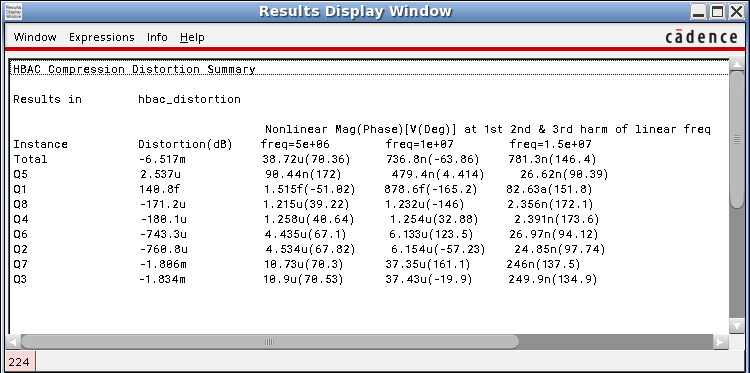 Results Display Window
Window Expressions Info Help
cādence
HBAC Compression Distortion Summary
Results in hbac_distortion
Nonlinear Mag(Phase)[V(Deg)] at 1st 2nd & 3rd harm of linear freq
Instance Distortion(dB) freq=5e+06 freq=1e+07 freq=1.5e+07
Total -6.517m 38.72u(70.36) 736.8n(-63.86) 781.3n(146.4)
Q5 2.537u 90.44n(172) 479.4n(4.414) 26.62n(90.39)
Q1 140.8f 1.515f(-51.02) 878.6f(-165.2) 82.63a(151.8)
Q8 -171.2u 1.215u(39.22) 1.232u(-146) 2.356n(172.1)
Q4 -180.1u 1.258u(40.64) 1.254u(32.88) 2.391n(173.6)
Q6 -743.3u 4.435u(67.1) 6.133u(123.5) 26.97n(94.12)
Q2 -760.8u 4.534u(67.82) 6.154u(-57.23) 24.85n(97.74)
Q7 -1.806m 10.73u(70.3) 37.35u(161.1) 246n(137.5)
Q3 -1.834m 10.9u(70.53) 37.43u(-19.9) 249.9n(134.9)
224